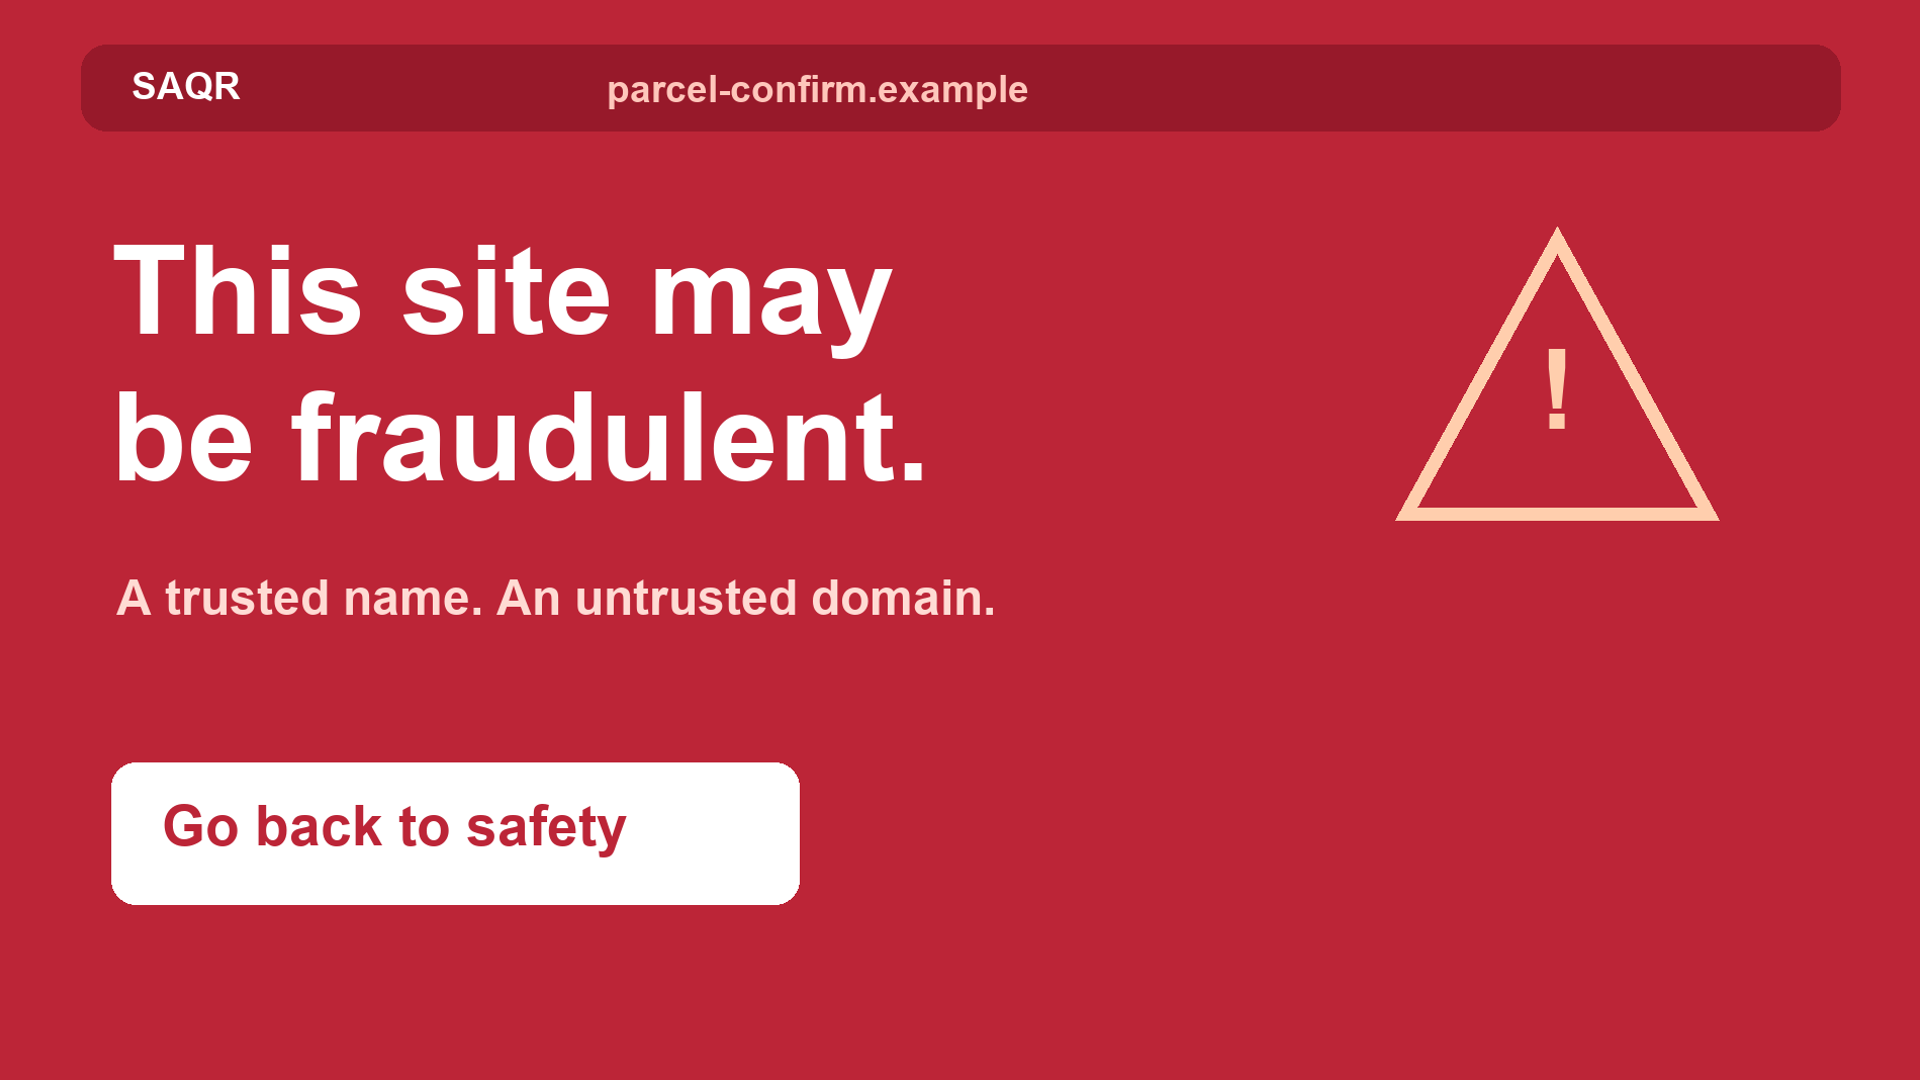 SAQR
parcel-confirm.example
This site may
be fraudulent.
!
A trusted name. An untrusted domain.
Go back to safety